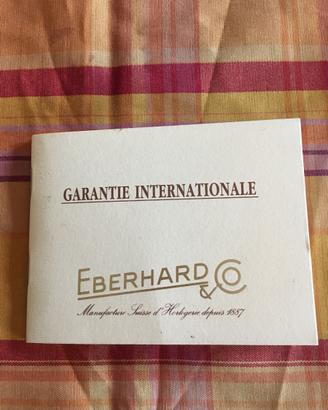 GARANTIE INTERNATIONALE
EBERHARD & CO
Manufacture Suisse d'Horlogerie depuis 1887